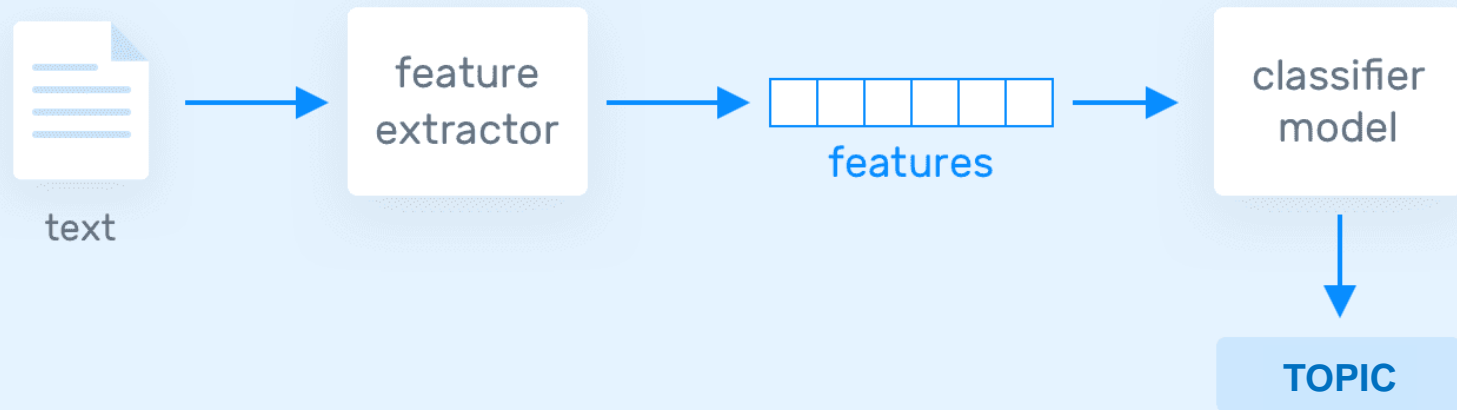 text
feature
extractor
features
classifier
model
TOPIC